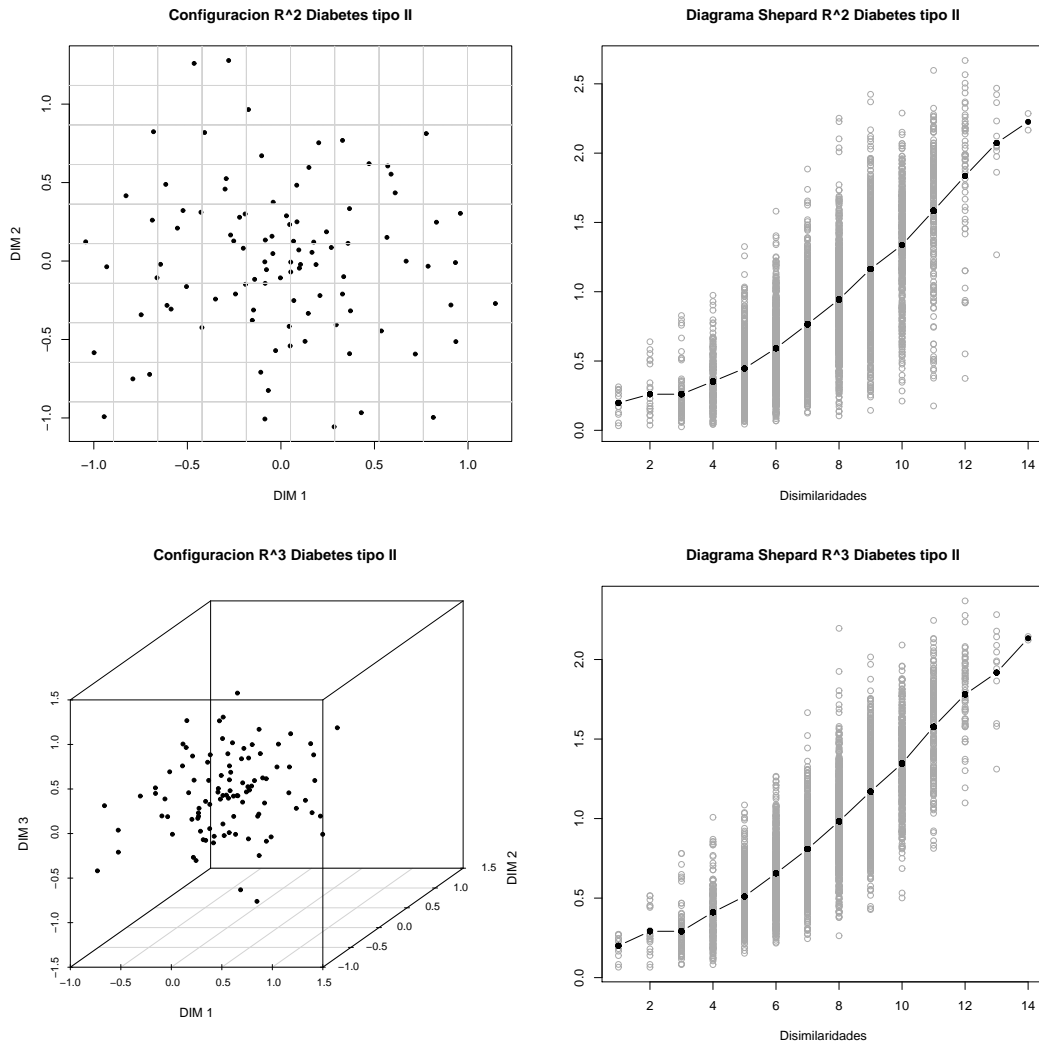 Configuracion R^2 Diabetes tipo II
1.0
0.5
0.0
−0.5
−1.0
DIM 2
−1.0 −0.5 0.0 0.5 1.0
DIM 1
Diagrama Shepard R^2 Diabetes tipo II
2.5
2.0
1.5
1.0
0.5
0.0
2 4 6 8 10 12 14
Disimilaridades
Configuracion R^3 Diabetes tipo II
1.5
1.0
0.5
0.0
−0.5
−1.0
−1.5
DIM 3
−1.0 −0.5 0.0 0.5 1.0 1.5
DIM 1
−1.0
−0.5
0.0
0.5
1.0
1.5
DIM 2
Diagrama Shepard R^3 Diabetes tipo II
2.0
1.5
1.0
0.5
0.0
2 4 6 8 10 12 14
Disimilaridades